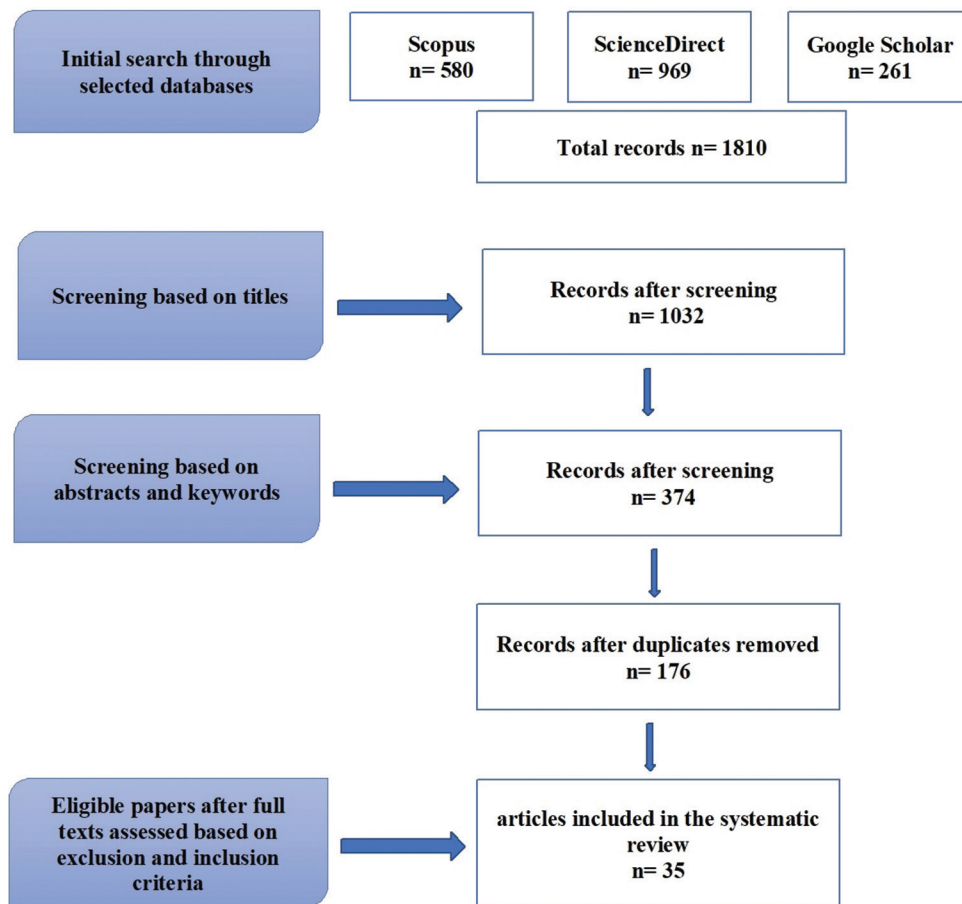 Initial search through
selected databases
Scopus
n= 580
ScienceDirect
n= 969
Google Scholar
n= 261
Total records n= 1810
Screening based on titles
Records after screening
n= 1032
Screening based on
abstracts and keywords
Records after screening
n= 374
Records after duplicates removed
n= 176
Eligible papers after full
texts assessed based on
exclusion and inclusion
criteria
articles included in the systematic
review
n= 35